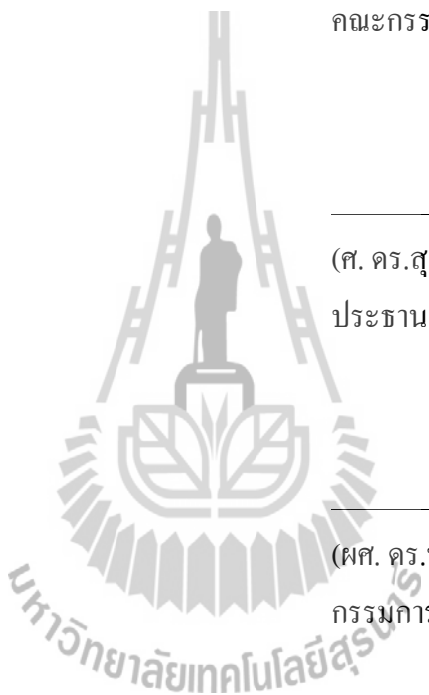 คณะกรร
(ศ. ดร.สุ
ประธาน
(ผศ. ดร.
กรรมการ
มหาวิทยาลัยเทคโนโลยีสุรนารี